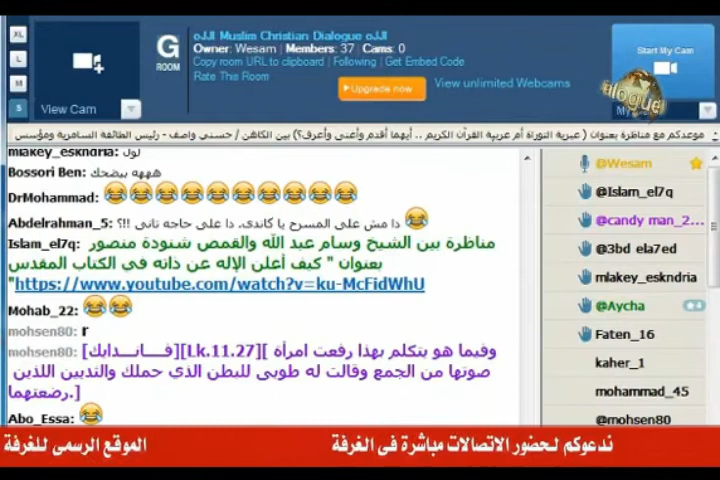 XL
L
M
S
View Cam
G
ROOM
Muslim Christian Dialogue
Owner: Wesam | Members: 37 | Cams: 0
Copy room URL to clipboard | Following | Get Embed Code
Rate This Room
Upgrade now
View unlimited Webcams
Start My Cam
My
موعدكم مع مناظرة بعنوان ( عبرية التوراة أم عربية القرآن الكريم .. أيهما أقدم وأغنى وأعرق؟) بين الكاهن / حسني واصف - رئيس الطائفة السامرية ومؤسس
mlakey_eskndria: لول
Bossori Ben: هههه بيضحك
DrMohammad:
Abdelrahman_5: دا مش على المسرح يا كاندى. دا على حاجه تانى !!؟
Islam_el7q: مناظرة بين الشيخ وسام عبد الله والقمص شنودة منصور
بعنوان " كيف أعلن الإله عن ذاته في الكتاب المقدس
"https://www.youtube.com/watch?v=ku-McFidWhU
Mohab_22:
mohsen80: r
mohsen80: [فـــانـــدايك][Lk.11.27][ وفيما هو يتكلم بهذا رفعت امرأة
صوتها من الجمع وقالت له طوبى للبطن الذي حملك والثديين اللذين
رضعتهما.]
Abo_Essa:
@Wesam
@Islam_el7q
@candy man_2...
@3bd ela7ed
mlakey_eskndria
@Aycha
Faten_16
kaher_1
mohammad_45
@mohsen80
ندعوكم لحضور الاتصالات مباشرة فى الغرفة
الموقع الرسمى للغرفة